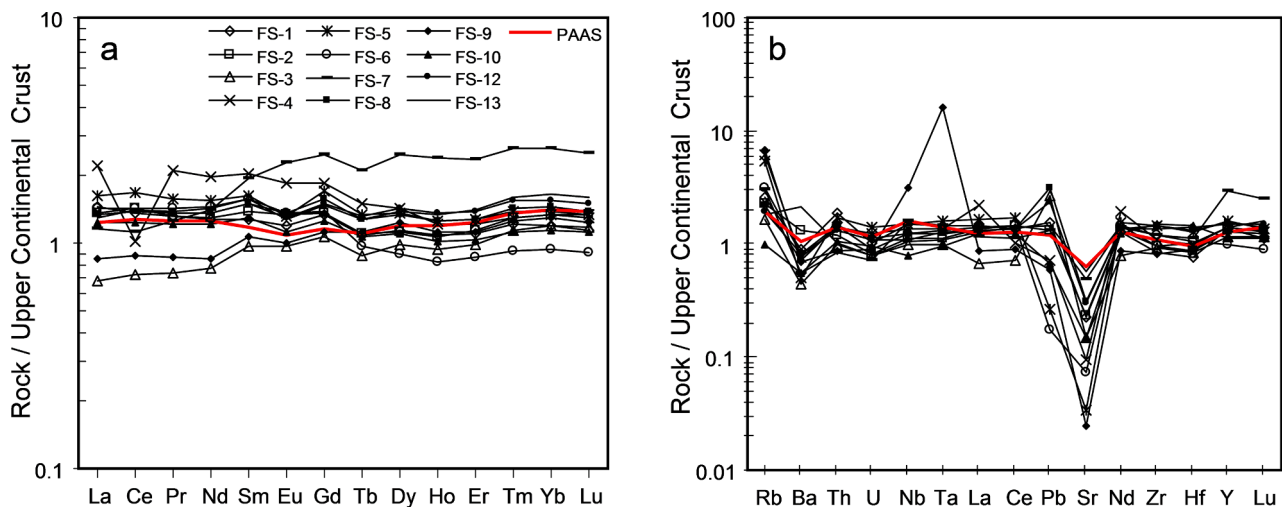 10
1
0.1
Rock / Upper Continental Crust
a
FS-1 FS-5 FS-9 PAAS
FS-2 FS-6 FS-10
FS-3 FS-7 FS-12
FS-4 FS-8 FS-13
La Ce Pr Nd Sm Eu Gd Tb Dy Ho Er Tm Yb Lu
100
10
1
0.1
0.01
Rock / Upper Continental Crust
b
Rb Ba Th U Nb Ta La Ce Pb Sr Nd Zr Hf Y Lu